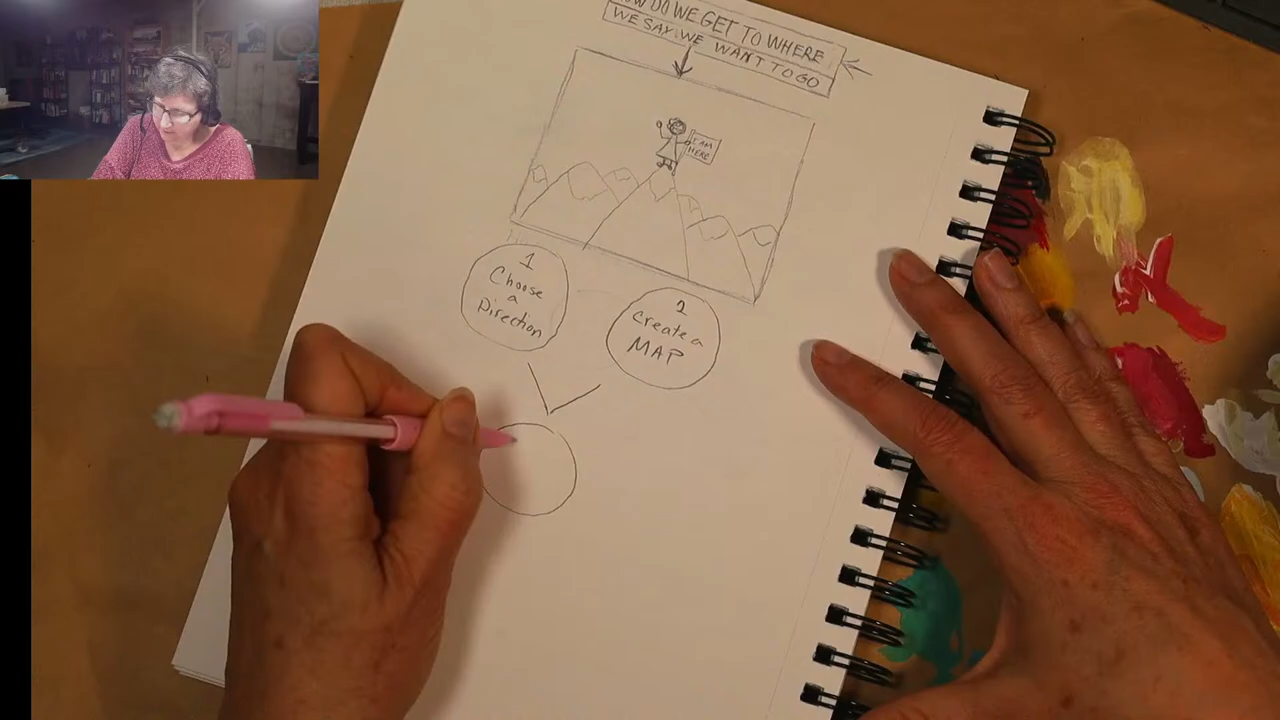 HOW DO WE GET TO WHERE
WE SAY WE WANT TO GO
I AM
HERE
1
Choose
a
Direction
2
Create a
MAP